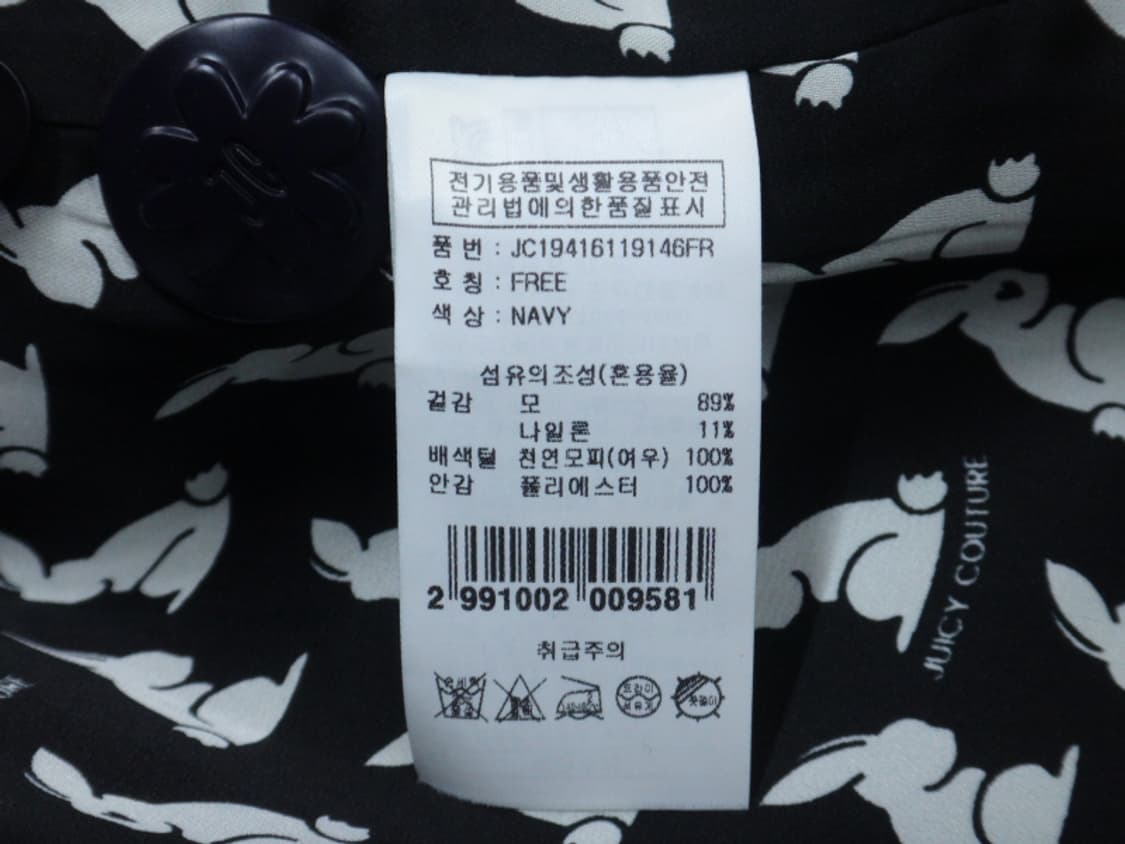 전기용품및생활용품안전
관리법에의한품질표시
품 번 : JC19416119146FR
호 칭 : FREE
색 상 : NAVY
섬유의조성(혼용율)
겉감 모 89%
나일론 11%
배색털 천연모피(여우) 100%
안감 폴리에스터 100%
2 991002 009581
취급주의
드라이
JUICY COUTURE